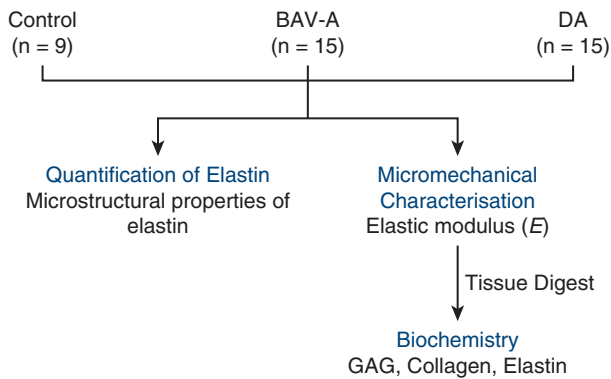 Control
(n = 9)
BAV-A
(n = 15)
DA
(n = 15)
Quantification of Elastin
Microstructural properties of
elastin
Micromechanical
Characterisation
Elastic modulus (E)
Tissue Digest
Biochemistry
GAG, Collagen, Elastin